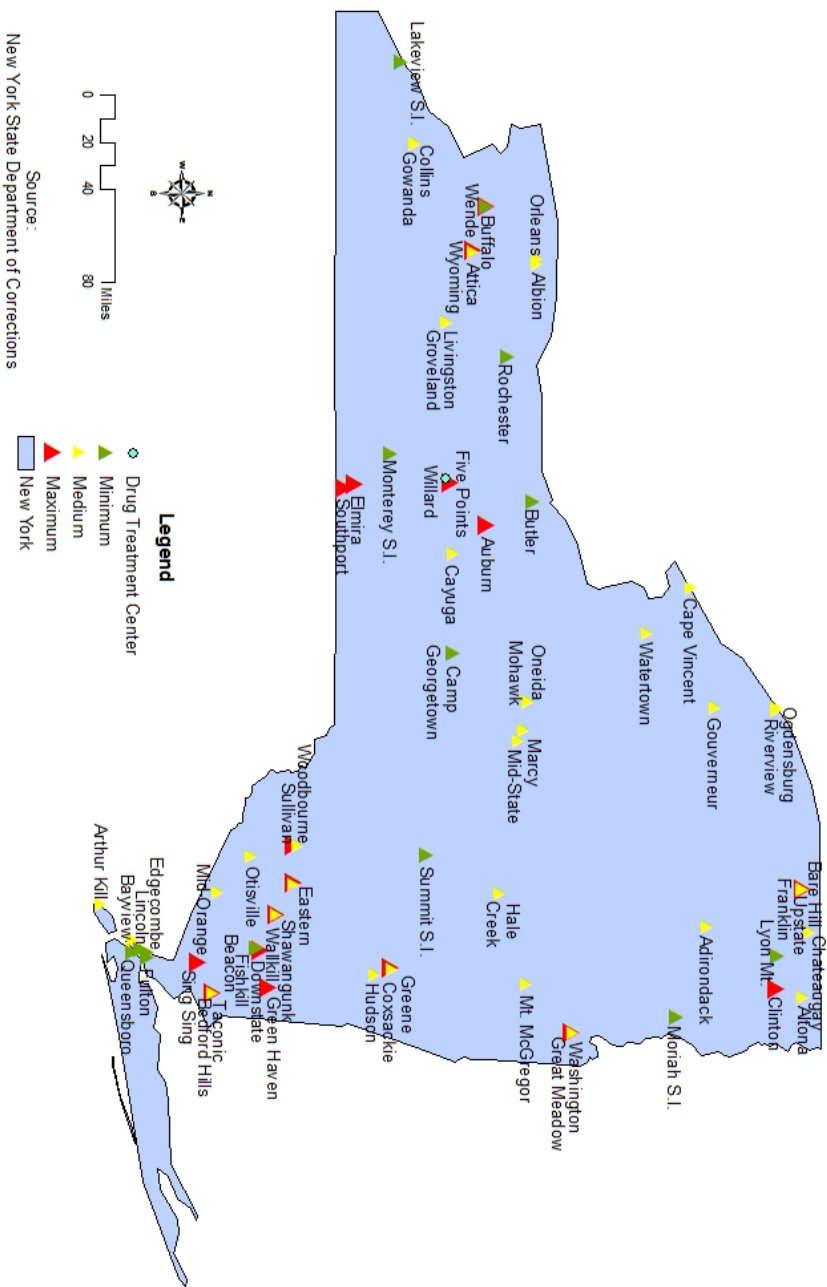 Lakeview S.I.
Collins
Gowanda
Buffalo
Wende
Attica
Wyoming
Orleans
Albion
Livingston
Groveland
Rochester
Monterey S.I.
Elmira
Southport
Five Points
Willard
Auburn
Butler
Cayuga
Camp
Georgetown
Oneida
Mohawk
Marcy
Mid-State
Cape Vincent
Watertown
Ogdensburg
Riverview
Gouverneur
Bare Hill
Upstate
Franklin
Chateaugay
Lyon Mt.
Clinton
Altona
Adirondack
Moriah S.I.
Summit S.I.
Hale
Creek
Mt. McGregor
Washington
Great Meadow
Greene
Coxsackie
Hudson
Woodbourne
Sullivan
Eastern
Otisville
Shawangunk
Wallkill
Mid-Orange
Beacon
Fishkill
Downstate
Green Haven
Taconic
Bedford Hills
Sing Sing
Edgecombe
Lincoln
Bayview
Fulton
Queensboro
Arthur Kill
N
W
E
S
0
20
40
80
Miles
Source:
New York State Department of Corrections
Legend
Drug Treatment Center
Minimum
Medium
Maximum
New York